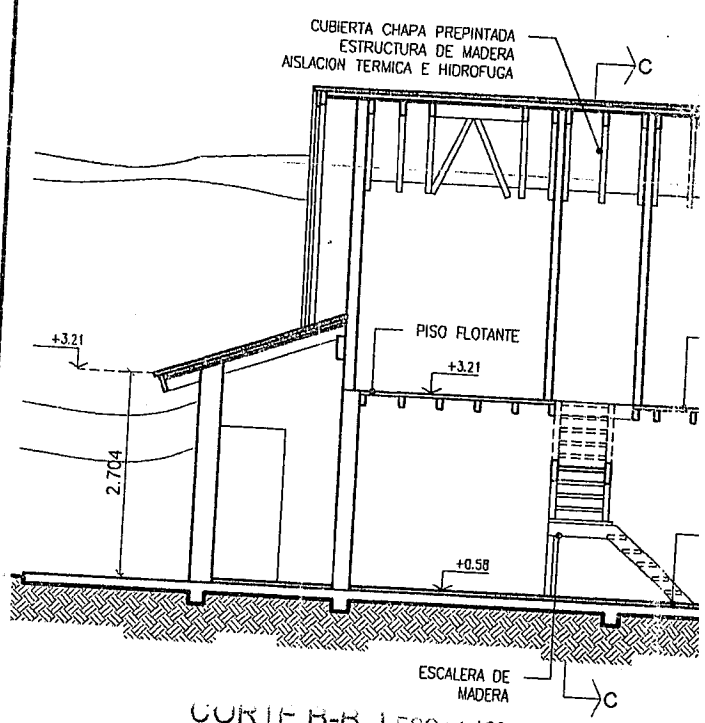 CUBIERTA CHAPA PREPINTADA
ESTRUCTURA DE MADERA
AISLACION TERMICA E HIDROFUGA
C
+3.21
PISO FLOTANTE
+3.21
2.704
+0.58
ESCALERA DE
MADERA
C
CORTE B-B